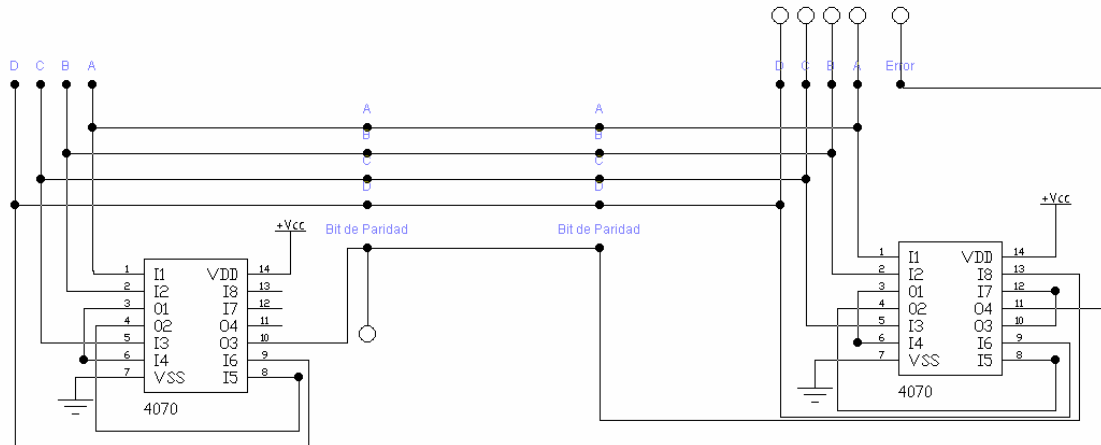 D C B A
D C B A Error
A A
B B
C C
D D
+Vcc
Bit de Paridad Bit de Paridad
+Vcc
1 I1 VDD 14
2 I2 I8 13
3 O1 I7 12
4 O2 O4 11
5 I3 O3 10
6 I4 I6 9
7 VSS I5 8
4070
1 I1 VDD 14
2 I2 I8 13
3 O1 I7 12
4 O2 O4 11
5 I3 O3 10
6 I4 I6 9
7 VSS I5 8
4070